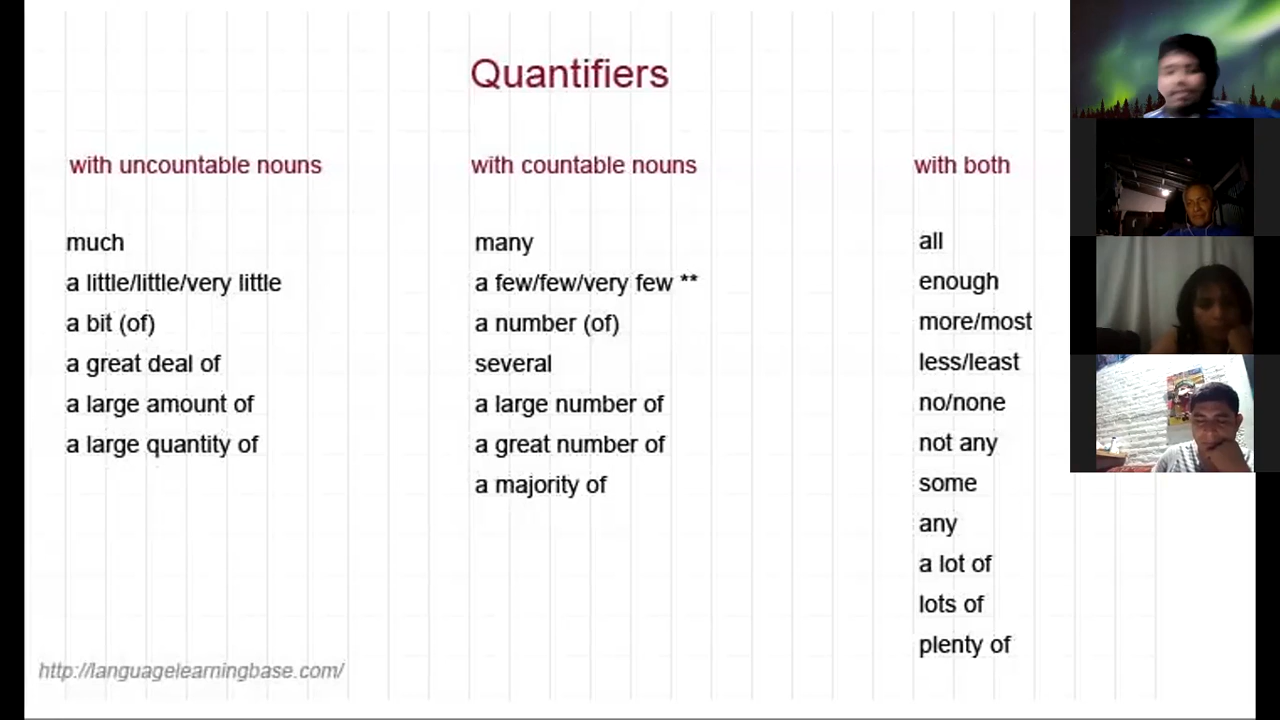 Quantifiers
with uncountable nouns
much
a little/little/very little
a bit (of)
a great deal of
a large amount of
a large quantity of
with countable nouns
many
a few/few/very few **
a number (of)
several
a large number of
a great number of
a majority of
with both
all
enough
more/most
less/least
no/none
not any
some
any
a lot of
lots of
plenty of
http://languagelearningbase.com/